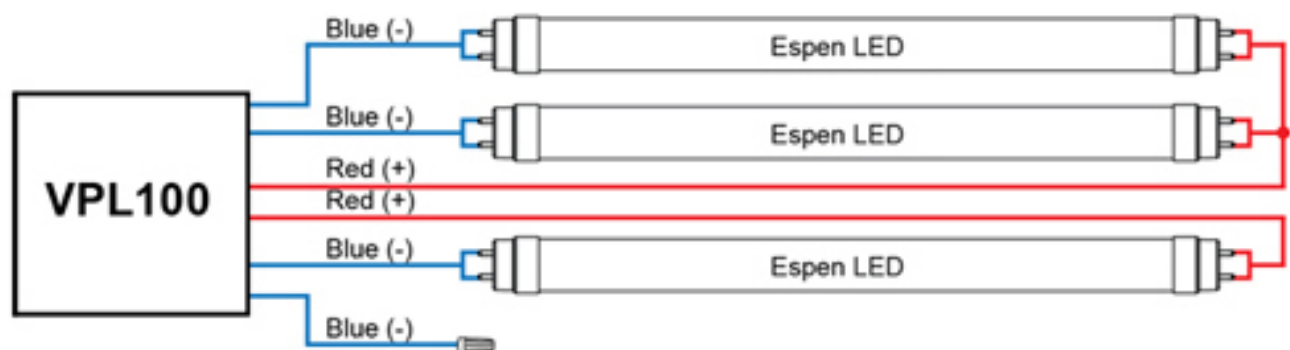 Blue (-)
Espen LED
Blue (-)
Espen LED
Red (+)
VPL100
Red (+)
Blue (-)
Espen LED
Blue (-)